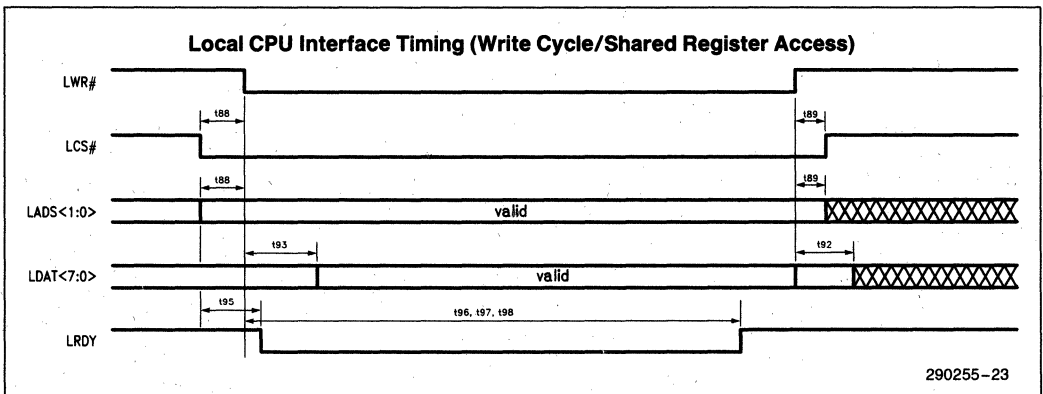 Local CPU Interface Timing (Write Cycle/Shared Register Access)
LWR#
t88
t89
LCS#
t88
t89
LADS<1:0>
valid
t93
t92
LDAT<7:0>
valid
t95
t96, t97, t98
LRDY
290255-23